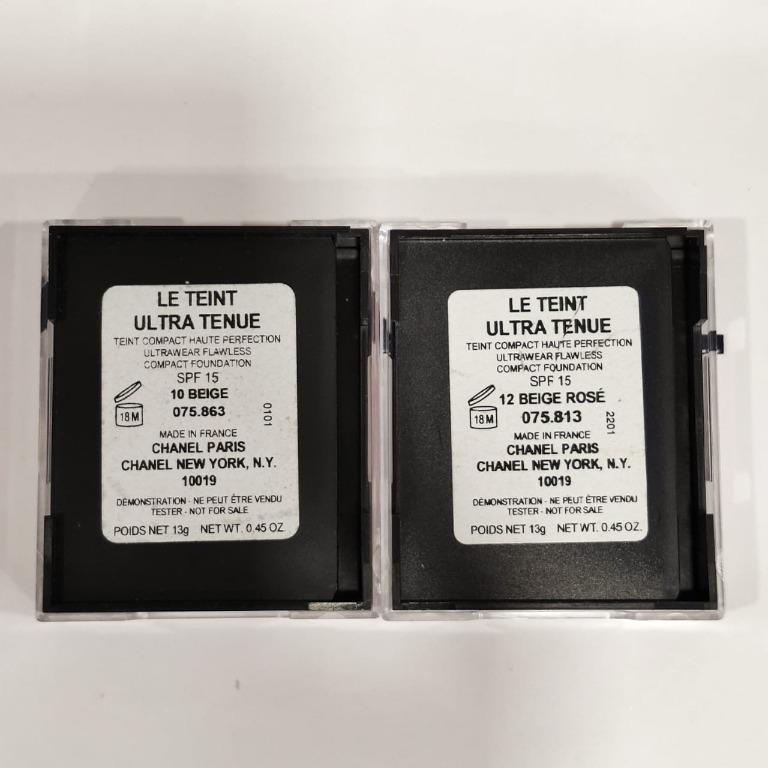 LE TEINT
ULTRA TENUE
TEINT COMPACT HAUTE PERFECTION
ULTRAWEAR FLAWLESS
COMPACT FOUNDATION
SPF 15
10 BEIGE
18 M
075.863
0101
MADE IN FRANCE
CHANEL PARIS
CHANEL NEW YORK, N.Y.
10019
DÉMONSTRATION - NE PEUT ÊTRE VENDU
TESTER - NOT FOR SALE
POIDS NET 13g NET WT. 0.45 OZ.
LE TEINT
ULTRA TENUE
TEINT COMPACT HAUTE PERFECTION
ULTRAWEAR FLAWLESS
COMPACT FOUNDATION
SPF 15
12 BEIGE ROSÉ
18 M
075.813
2201
MADE IN FRANCE
CHANEL PARIS
CHANEL NEW YORK, N.Y.
10019
DÉMONSTRATION - NE PEUT ÊTRE VENDU
TESTER - NOT FOR SALE
POIDS NET 13g NET WT. 0.45 OZ.